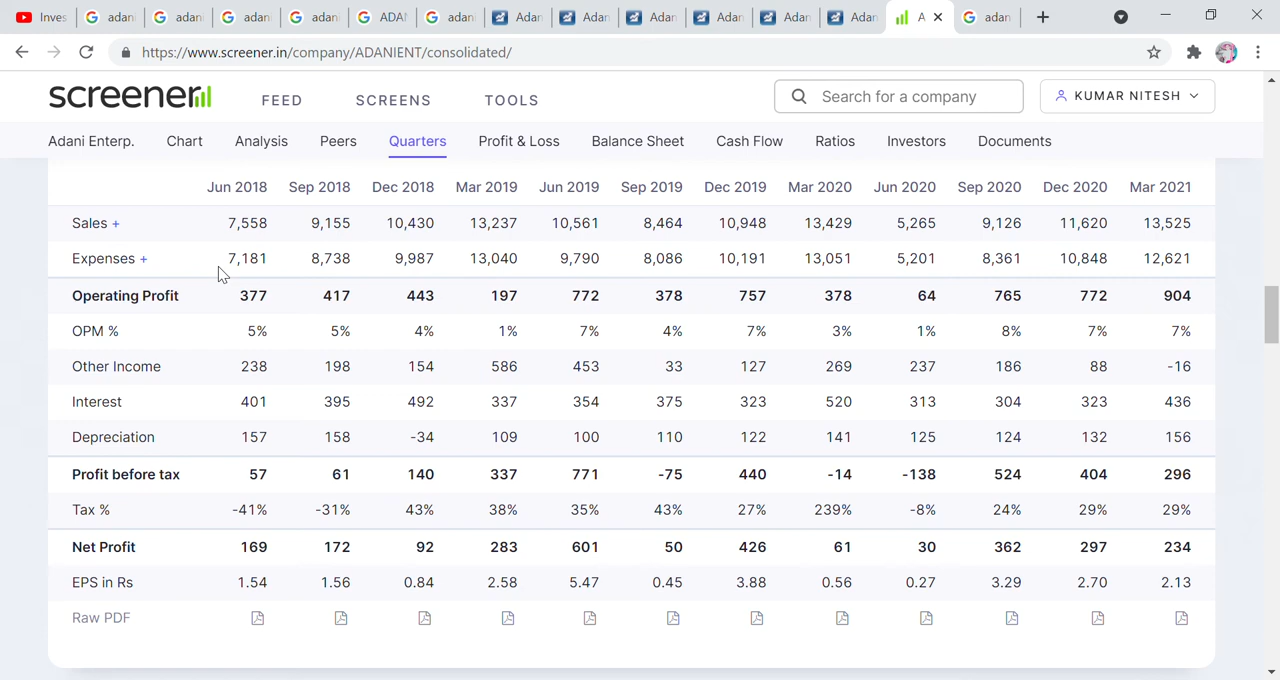 Inves adani adani adani adani ADAN adani Adan Adan Adan Adan Adan Adan A adan
https://www.screener.in/company/ADANIENT/consolidated/
screener FEED SCREENS TOOLS Search for a company KUMAR NITESH
Adani Enterp. Chart Analysis Peers Quarters Profit & Loss Balance Sheet Cash Flow Ratios Investors Documents
Jun 2018 Sep 2018 Dec 2018 Mar 2019 Jun 2019 Sep 2019 Dec 2019 Mar 2020 Jun 2020 Sep 2020 Dec 2020 Mar 2021
Sales + 7,558 9,155 10,430 13,237 10,561 8,464 10,948 13,429 5,265 9,126 11,620 13,525
Expenses + 7,181 8,738 9,987 13,040 9,790 8,086 10,191 13,051 5,201 8,361 10,848 12,621
Operating Profit 377 417 443 197 772 378 757 378 64 765 772 904
OPM % 5% 5% 4% 1% 7% 4% 7% 3% 1% 8% 7% 7%
Other Income 238 198 154 586 453 33 127 269 237 186 88 -16
Interest 401 395 492 337 354 375 323 520 313 304 323 436
Depreciation 157 158 -34 109 100 110 122 141 125 124 132 156
Profit before tax 57 61 140 337 771 -75 440 -14 -138 524 404 296
Tax % -41% -31% 43% 38% 35% 43% 27% 239% -8% 24% 29% 29%
Net Profit 169 172 92 283 601 50 426 61 30 362 297 234
EPS in Rs 1.54 1.56 0.84 2.58 5.47 0.45 3.88 0.56 0.27 3.29 2.70 2.13
Raw PDF